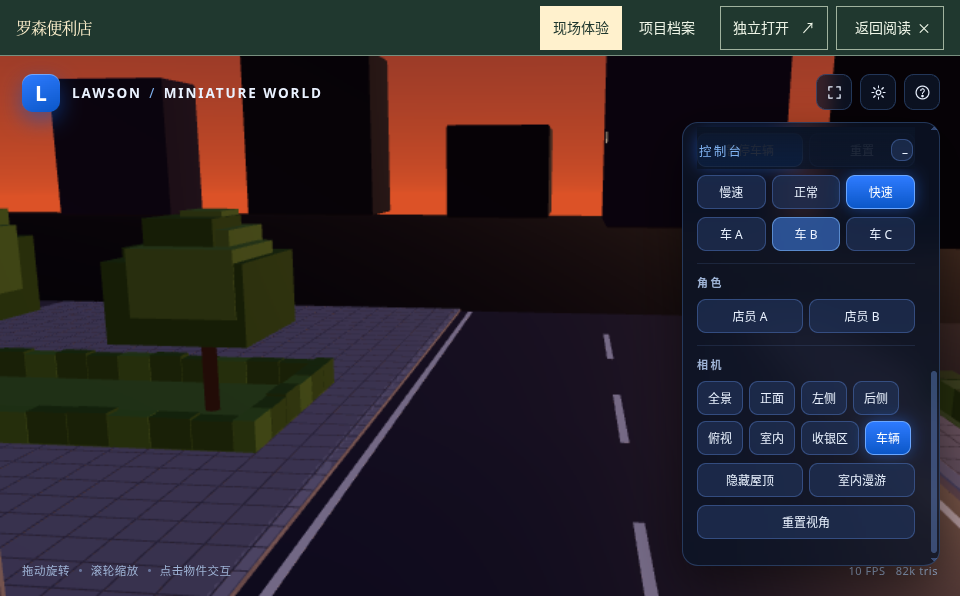 罗森便利店
现场体验
项目档案
独立打开 ↗
返回阅读 ×
L
LAWSON / MINIATURE WORLD
控制台
重置
慢速
正常
快速
车 A
车 B
车 C
角色
店员 A
店员 B
相机
全景
正面
左侧
后侧
俯视
室内
收银区
车辆
隐藏屋顶
室内漫游
重置视角
拖动旋转 • 滚轮缩放 • 点击物件交互
10 FPS 82k tris